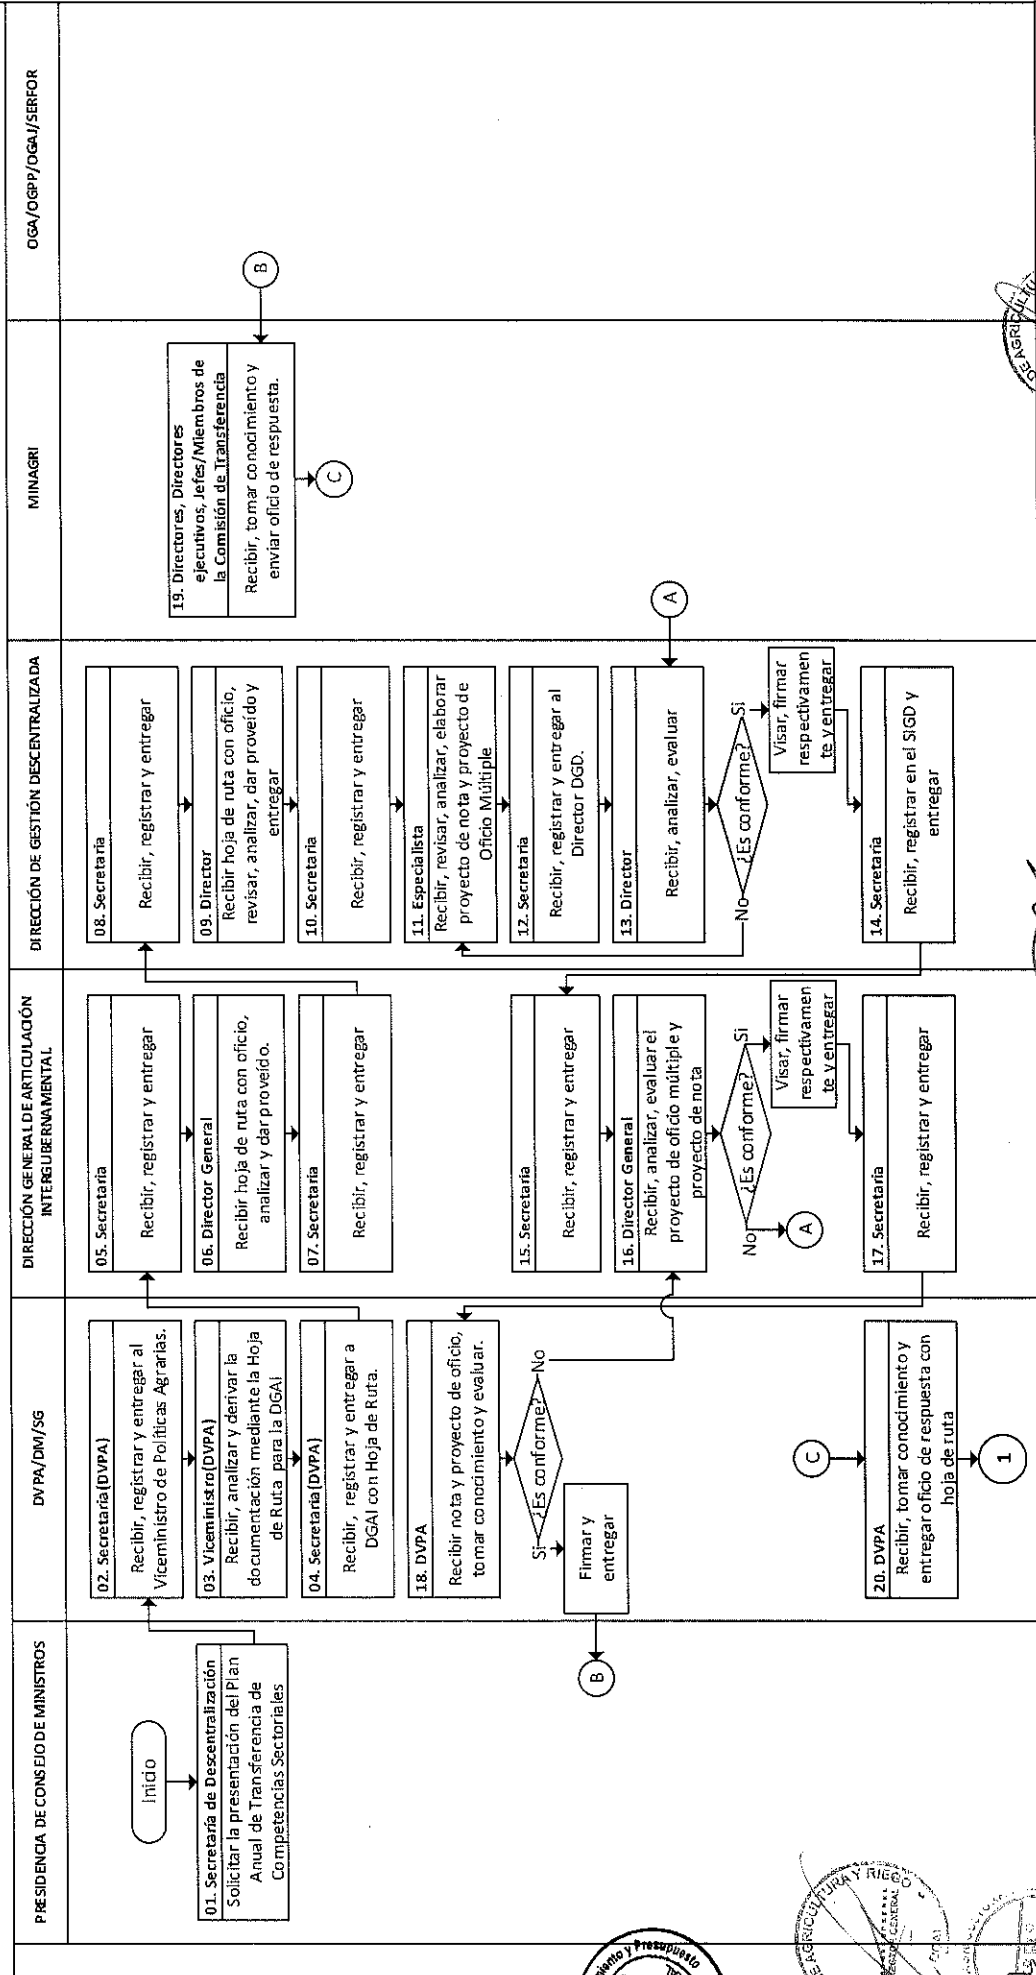 PRESIDENCIA DE CONSEJO DE MINISTROS
Inicio
01. Secretaría de Descentralización
Solicitar la presentación del Plan
Anual de Transferencia de
Competencias Sectoriales
B
DVPA/DM/SG
02. Secretaria(DVPA)
Recibir, registrar y entregar al
Viceministro de Políticas Agrarias.
03. Viceministro(DVPA)
Recibir, analizar y derivar la
documentación mediante la Hoja
de Ruta para la DGAI
04. Secretaria(DVPA)
Recibir, registrar y entregar a
DGAI con Hoja de Ruta.
18. DVPA
Recibir nota y proyecto de oficio,
tomar conocimiento y evaluar.
¿Es conforme?
Si
No
Firmar y
entregar
C
20. DVPA
Recibir, tomar conocimiento y
entregar oficio de respuesta con
hoja de ruta
1
DIRECCIÓN GENERAL DE ARTICULACIÓN
INTERGUBERNAMENTAL
05. Secretaria
Recibir, registrar y entregar
06. Director General
Recibir hoja de ruta con oficio,
analizar y dar proveído.
07. Secretaria
Recibir, registrar y entregar
15. Secretaria
Recibir, registrar y entregar
16. Director General
Recibir, analizar, evaluar el
proyecto de oficio múltiple y
proyecto de nota
¿Es conforme?
No
Si
A
Visar, firmar
respectivamen
te y entregar
17. Secretaria
Recibir, registrar y entregar
DIRECCIÓN DE GESTIÓN DESCENTRALIZADA
08. Secretaria
Recibir, registrar y entregar
09. Director
Recibir hoja de ruta con oficio,
revisar, analizar, dar proveído y
entregar
10. Secretaria
Recibir, registrar y entregar
11. Especialista
Recibir, revisar, analizar, elaborar
proyecto de nota y proyecto de
Oficio Múltiple
12. Secretaria
Recibir, registrar y entregar al
Director DGD.
13. Director
Recibir, analizar, evaluar
¿Es conforme?
No
Si
Visar, firmar
respectivamen
te y entregar
14. Secretaria
Recibir, registrar en el SIGD y
entregar
MINAGRI
19. Directores, Directores
ejecutivos, Jefes/Miembros de
la Comisión de Transferencia
Recibir, tomar conocimiento y
enviar oficio de respuesta.
C
A
OGA/OGPP/OGAJ/SERFOR
B
y Presupuesto
DE AGRICULTURA Y RIEGO
DE AGRICULTU